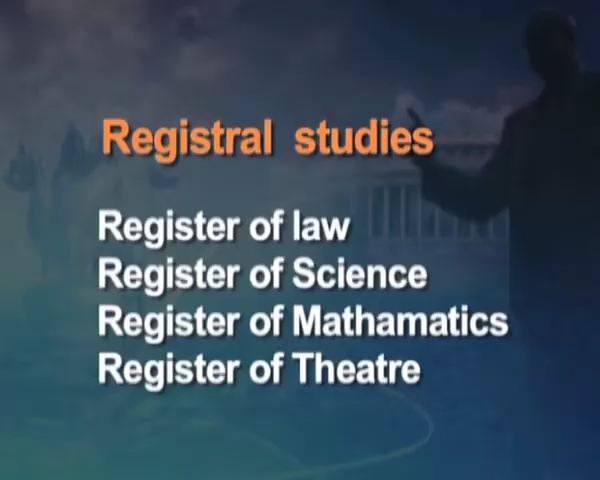 Registral studies
Register of law
Register of Science
Register of Mathamatics
Register of Theatre